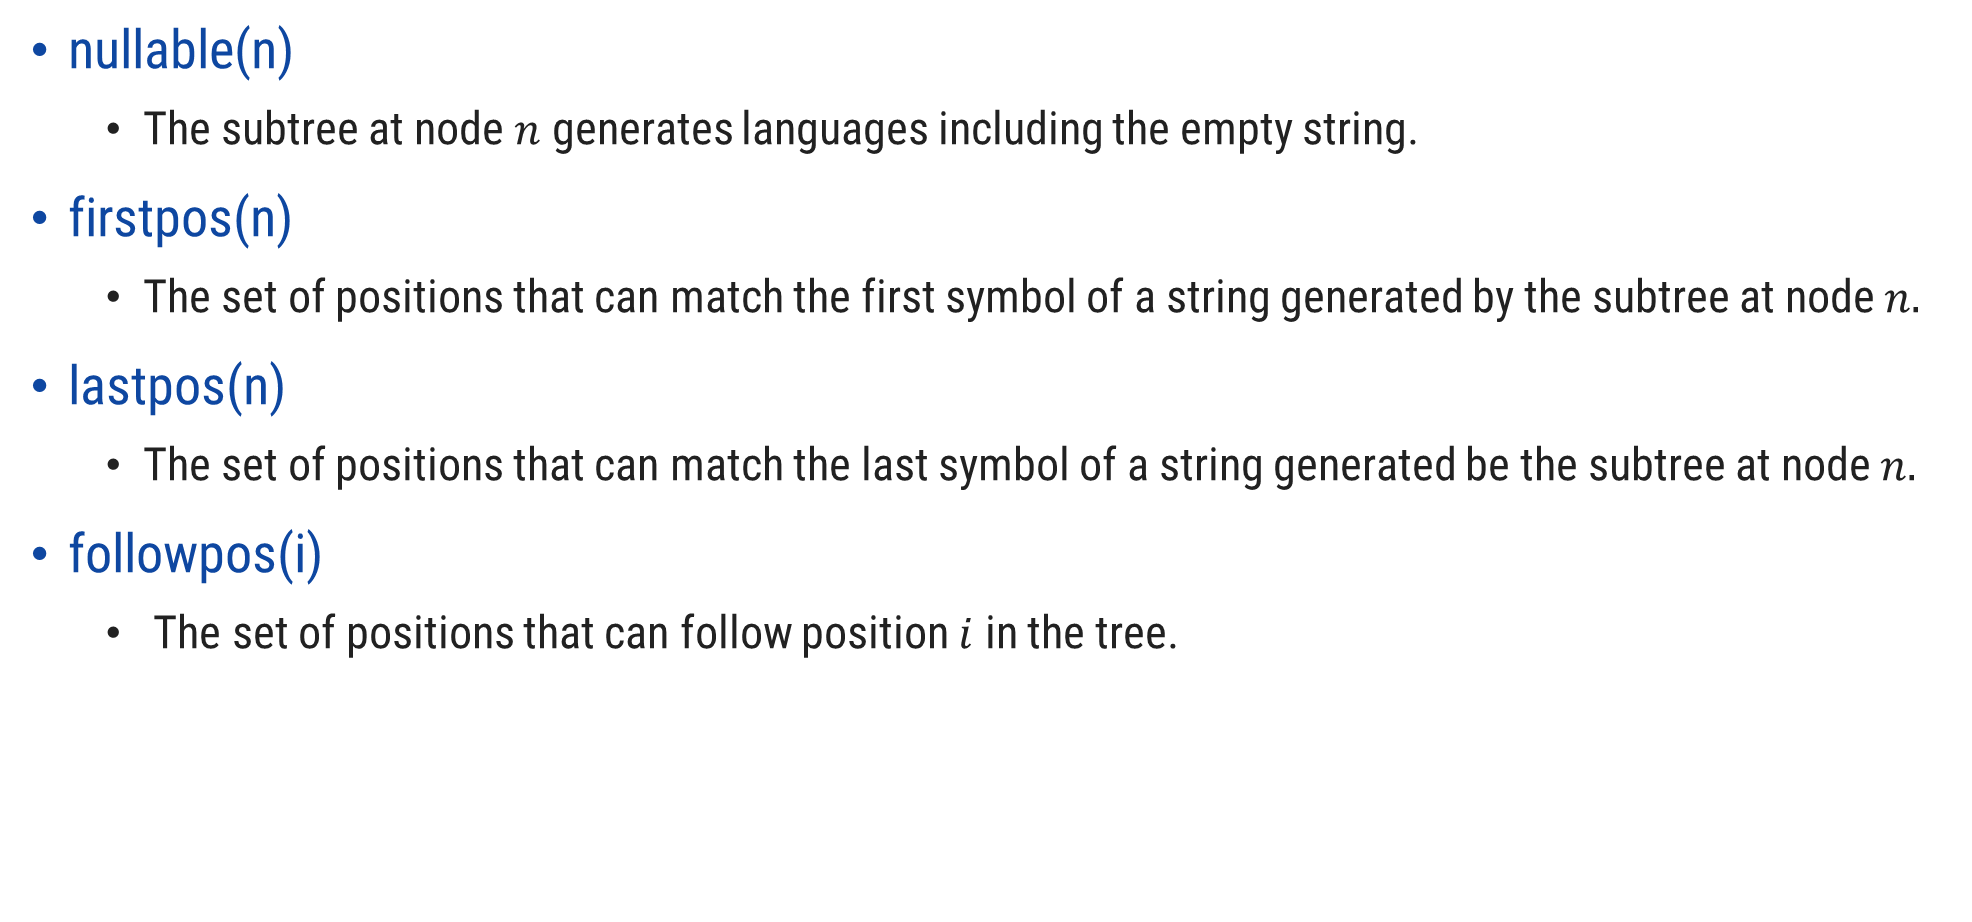 • nullable(n)
• The subtree at node n generates languages including the empty string.
• firstpos(n)
• The set of positions that can match the first symbol of a string generated by the subtree at node n.
• lastpos(n)
• The set of positions that can match the last symbol of a string generated be the subtree at node n.
• followpos(i)
• The set of positions that can follow position i in the tree.